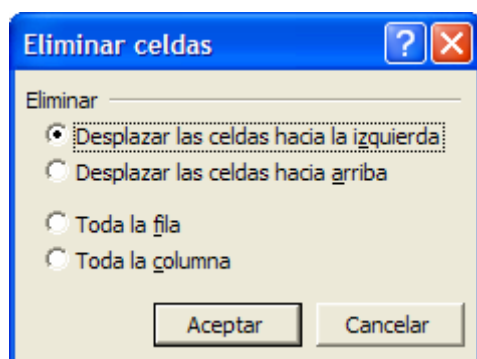 Eliminar celdas
Eliminar
Desplazar las celdas hacia la izquierda
Desplazar las celdas hacia arriba
Toda la fila
Toda la columna
Aceptar Cancelar